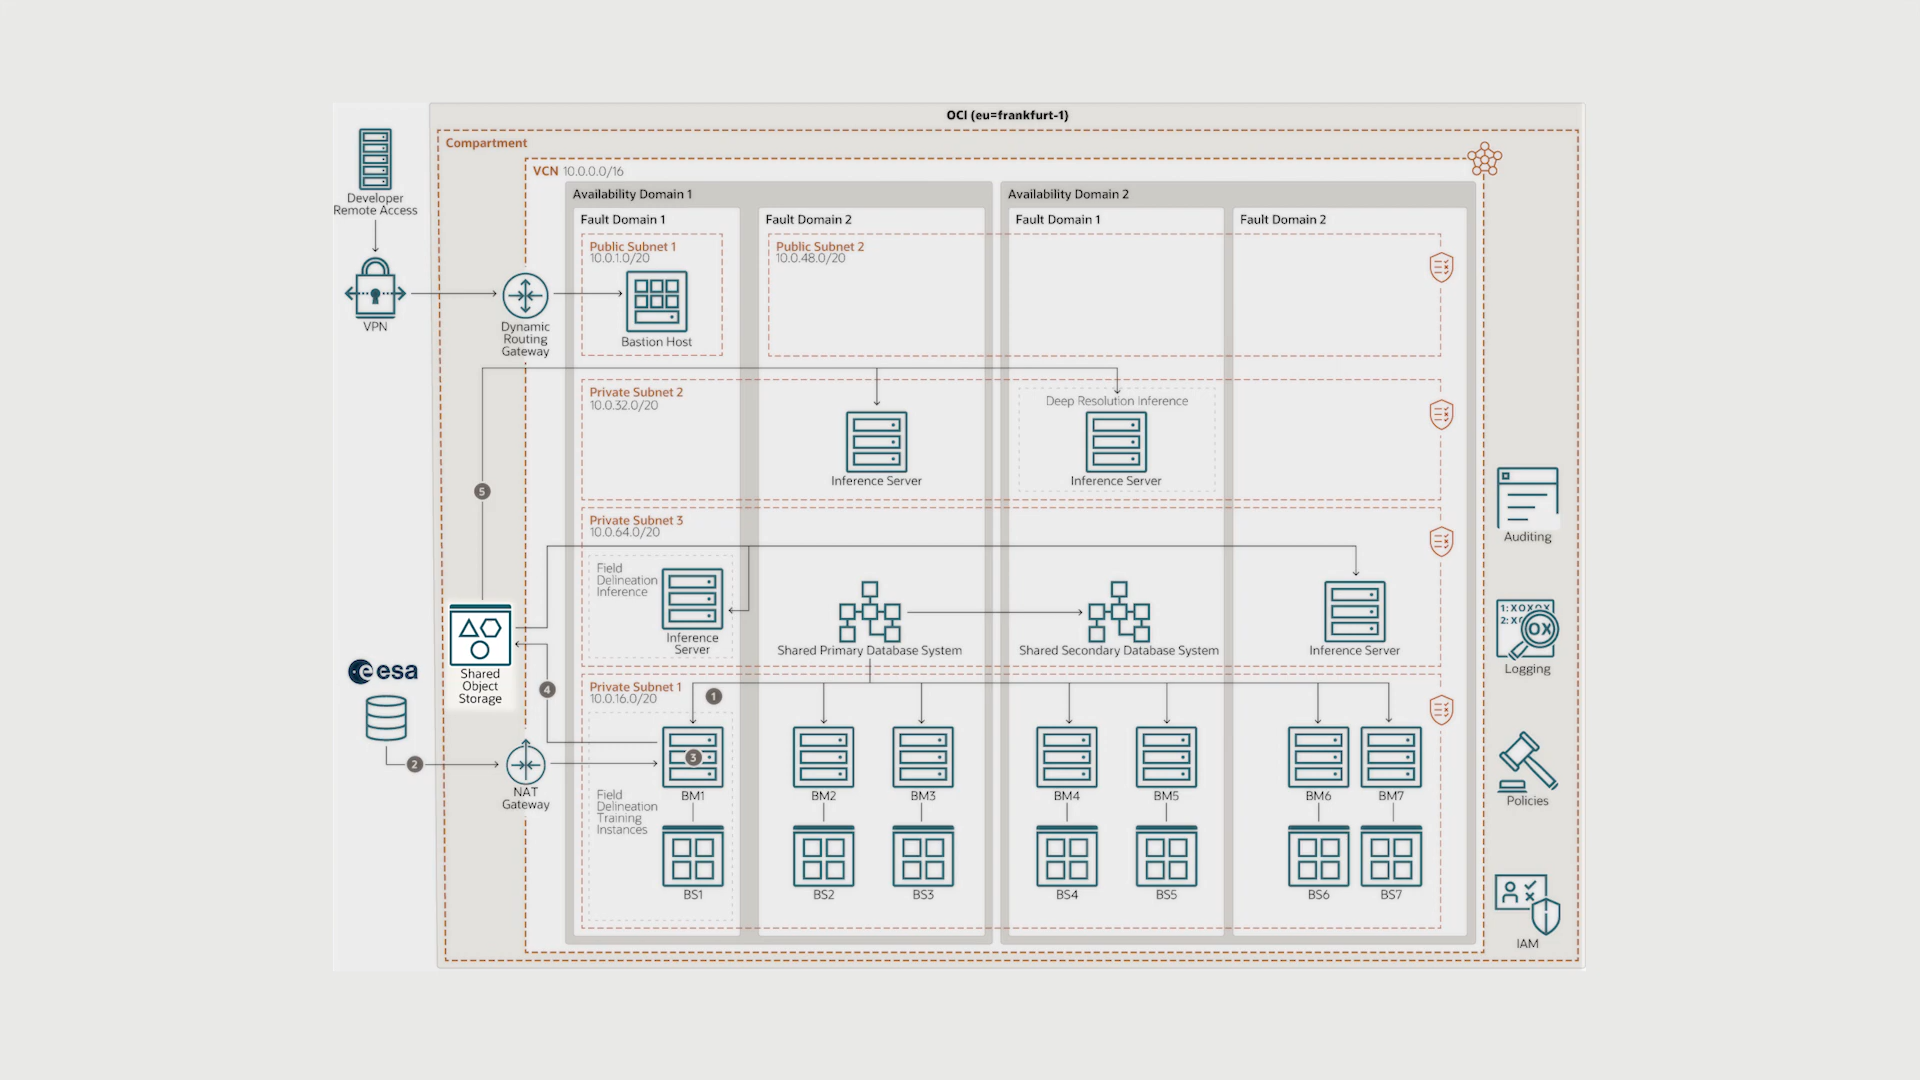 OCI (eu=frankfurt-1)
Compartment
VCN 10.0.0.0/16
Developer
Remote Access
VPN
Dynamic
Routing
Gateway
Availability Domain 1
Availability Domain 2
Fault Domain 1
Fault Domain 2
Fault Domain 1
Fault Domain 2
Public Subnet 1
10.0.1.0/20
Bastion Host
Public Subnet 2
10.0.48.0/20
Private Subnet 2
10.0.32.0/20
Inference Server
Deep Resolution Inference
Inference Server
5
Private Subnet 3
10.0.64.0/20
Field
Delineation
Inference
Inference
Server
Shared Primary Database System
Shared Secondary Database System
Inference Server
Shared
Object
Storage
esa
4
2
NAT
Gateway
Private Subnet 1
10.0.16.0/20
1
3
Field
Delineation
Training
Instances
BM1
BM2
BM3
BM4
BM5
BM6
BM7
BS1
BS2
BS3
BS4
BS5
BS6
BS7
Auditing
1:XOXOX
2:X
OX
Logging
Policies
IAM